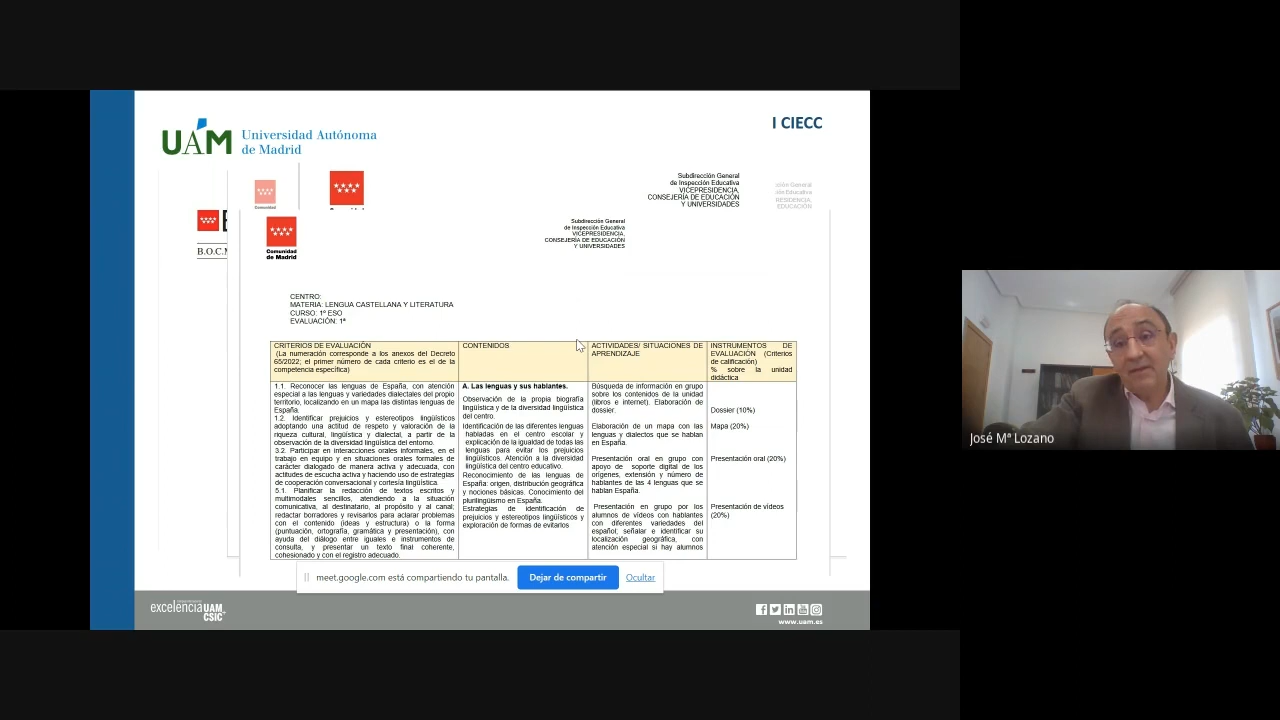 I CIECC
UAM Universidad Autónoma
de Madrid
Subdirección General
de Inspección Educativa
VICEPRESIDENCIA,
CONSEJERÍA DE EDUCACIÓN
Y UNIVERSIDADES
ción General
ión Educativa
RESIDENCIA,
EDUCACIÓN
Comunidad
B.O.C.M
Comunidad
de Madrid
Subdirección General
de Inspección Educativa
VICEPRESIDENCIA,
CONSEJERÍA DE EDUCACIÓN
Y UNIVERSIDADES
CENTRO:
MATERIA: LENGUA CASTELLANA Y LITERATURA
CURSO: 1º ESO
EVALUACIÓN: 1ª
CRITERIOS DE EVALUACIÓN
(La numeración corresponde a los anexos del Decreto
65/2022; el primer número de cada criterio es el de la
competencia específica)
CONTENIDOS
ACTIVIDADES/ SITUACIONES DE
APRENDIZAJE
INSTRUMENTOS DE
EVALUACIÓN (Criterios
de calificación)
% sobre la unidad
didáctica
1.1. Reconocer las lenguas de España, con atención
especial a las lenguas y variedades dialectales del propio
territorio, localizando en un mapa las distintas lenguas de
España.
1.2. Identificar prejuicios y estereotipos lingüísticos
adoptando una actitud de respeto y valoración de la
riqueza cultural, lingüística y dialectal, a partir de la
observación de la diversidad lingüística del entorno.
3.2. Participar en interacciones orales informales, en el
trabajo en equipo y en situaciones orales formales de
carácter dialogado de manera activa y adecuada, con
actitudes de escucha activa y haciendo uso de estrategias
de cooperación conversacional y cortesía lingüística.
5.1. Planificar la redacción de textos escritos y
multimodales sencillos, atendiendo a la situación
comunicativa, al destinatario, al propósito y al canal;
redactar borradores y revisarlos para aclarar problemas
con el contenido (ideas y estructura) o la forma
(puntuación, ortografía, gramática y presentación), con
ayuda del diálogo entre iguales e instrumentos de
consulta, y presentar un texto final coherente,
cohesionado y con el registro adecuado.
A. Las lenguas y sus hablantes.
Observación de la propia biografía
lingüística y de la diversidad lingüística
del centro.
Identificación de las diferentes lenguas
habladas en el centro escolar y
explicación de la igualdad de todas las
lenguas para evitar los prejuicios
lingüísticos. Atención a la diversidad
lingüística del centro educativo.
Reconocimiento de las lenguas de
España: origen, distribución geográfica
y nociones básicas. Conocimiento del
plurilingüismo en España.
Estrategias de identificación de
prejuicios y estereotipos lingüísticos y
exploración de formas de evitarlos
Búsqueda de información en grupo
sobre los contenidos de la unidad
(libros e internet). Elaboración de
dossier.
Elaboración de un mapa con las
lenguas y dialectos que se hablan
en España.
Presentación oral en grupo con
apoyo de soporte digital de los
orígenes, extensión y número de
hablantes de las 4 lenguas que se
hablan España.
Presentación en grupo por los
alumnos de vídeos con hablantes
con diferentes variedades del
español, señalar e identificar su
localización geográfica, con
atención especial si hay alumnos
Dossier (10%)
Mapa (20%)
Presentación oral (20%)
Presentación de vídeos
(20%)
meet.google.com está compartiendo tu pantalla.
Dejar de compartir
Ocultar
excelencia UAM
CSIC+
www.uam.es
José Mª Lozano